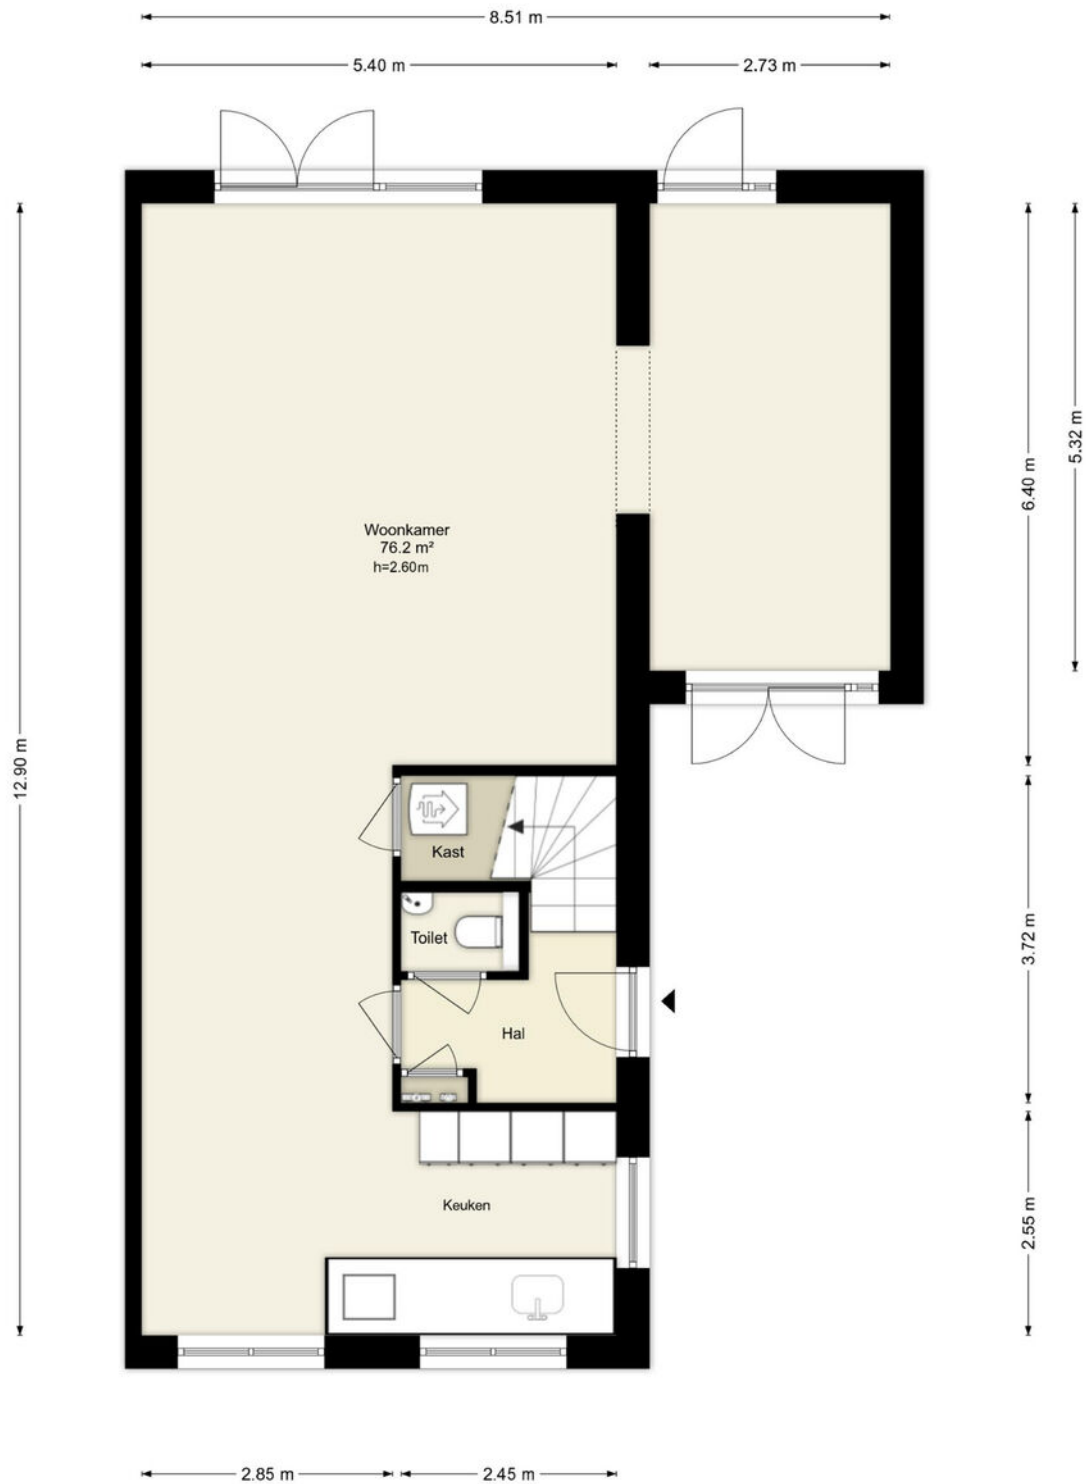 8.51 m
5.40 m
2.73 m
12.90 m
6.40 m
5.32 m
Woonkamer
76.2 m²
h=2.60m
Kast
Toilet
3.72 m
Hal
Keuken
2.55 m
2.85 m
2.45 m